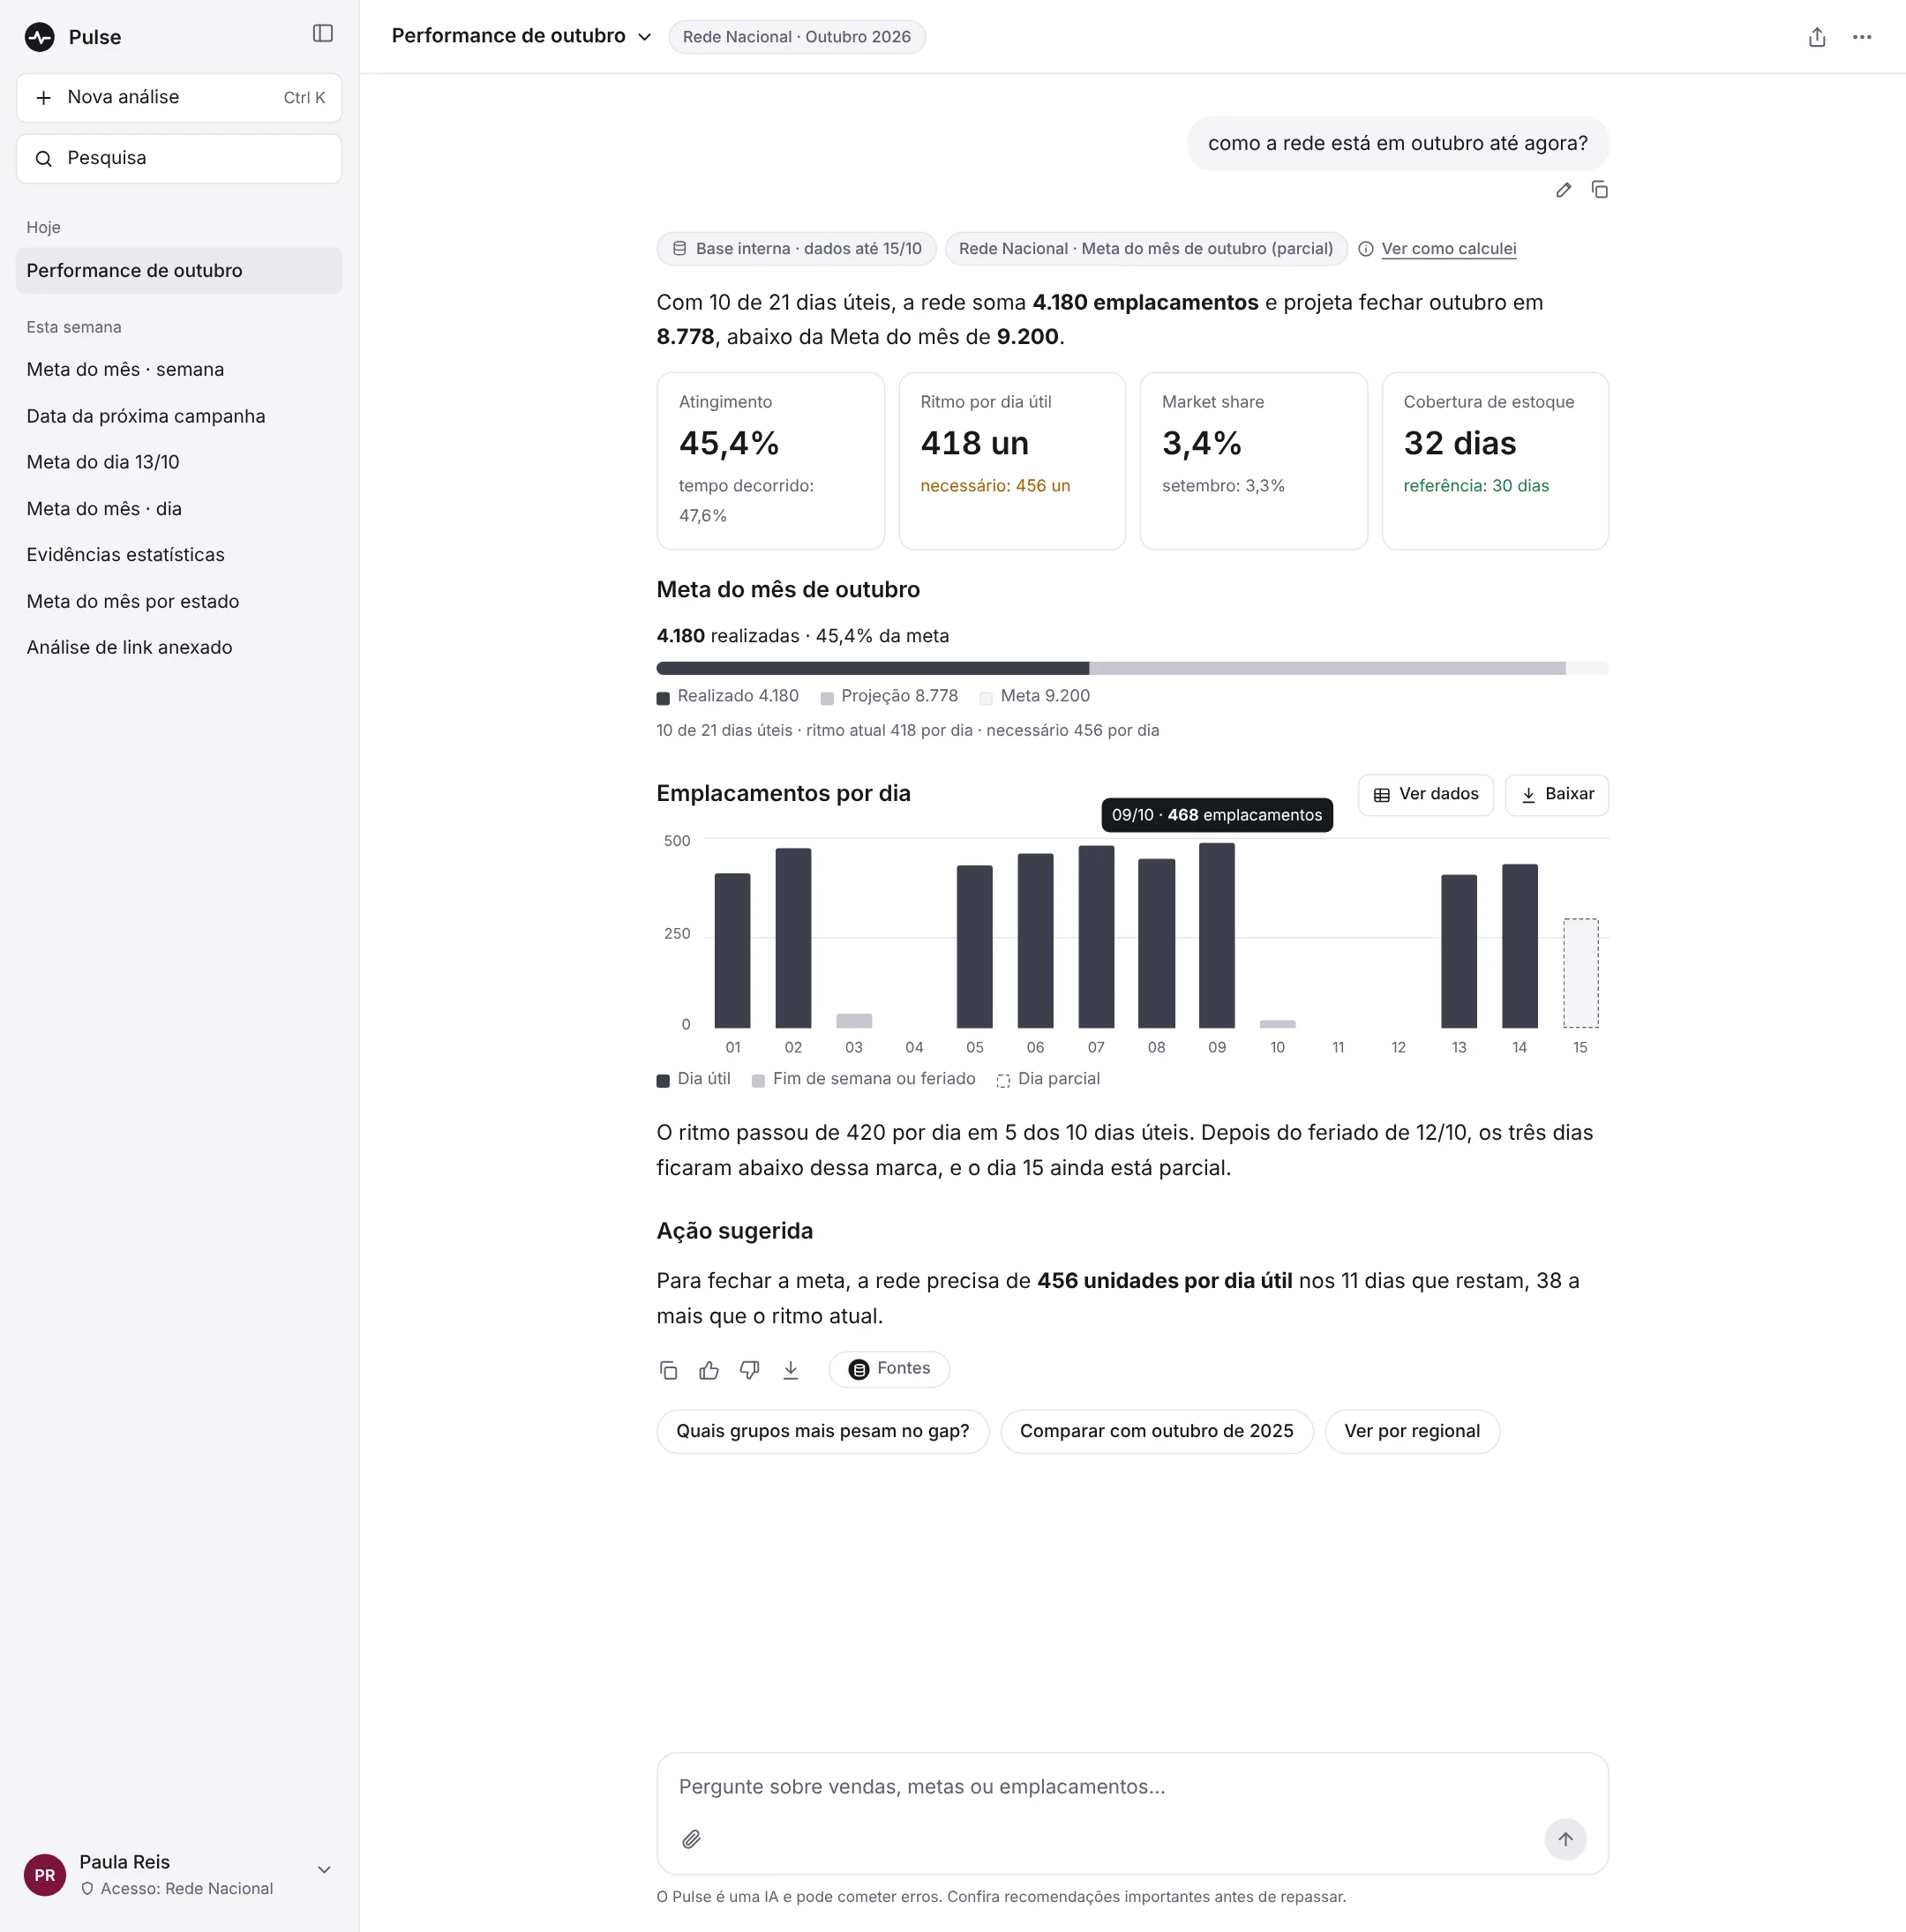 Pulse
Nova análise
Ctrl K
Pesquisa
Hoje
Performance de outubro
Esta semana
Meta do mês · semana
Data da próxima campanha
Meta do dia 13/10
Meta do mês · dia
Evidências estatísticas
Meta do mês por estado
Análise de link anexado
PR
Paula Reis
Acesso: Rede Nacional
Performance de outubro
Rede Nacional · Outubro 2026
como a rede está em outubro até agora?
Base interna · dados até 15/10
Rede Nacional · Meta do mês de outubro (parcial)
Ver como calculei
Com 10 de 21 dias úteis, a rede soma 4.180 emplacamentos e projeta fechar outubro em
8.778, abaixo da Meta do mês de 9.200.
Atingimento
45,4%
tempo decorrido:
47,6%
Ritmo por dia útil
418 un
necessário: 456 un
Market share
3,4%
setembro: 3,3%
Cobertura de estoque
32 dias
referência: 30 dias
Meta do mês de outubro
4.180 realizadas · 45,4% da meta
Realizado 4.180
Projeção 8.778
Meta 9.200
10 de 21 dias úteis · ritmo atual 418 por dia · necessário 456 por dia
Emplacamentos por dia
09/10 · 468 emplacamentos
Ver dados
Baixar
500
250
0
01 02 03 04 05 06 07 08 09 10 11 12 13 14 15
Dia útil
Fim de semana ou feriado
Dia parcial
O ritmo passou de 420 por dia em 5 dos 10 dias úteis. Depois do feriado de 12/10, os três dias
ficaram abaixo dessa marca, e o dia 15 ainda está parcial.
Ação sugerida
Para fechar a meta, a rede precisa de 456 unidades por dia útil nos 11 dias que restam, 38 a
mais que o ritmo atual.
Fontes
Quais grupos mais pesam no gap?
Comparar com outubro de 2025
Ver por regional
Pergunte sobre vendas, metas ou emplacamentos...
O Pulse é uma IA e pode cometer erros. Confira recomendações importantes antes de repassar.